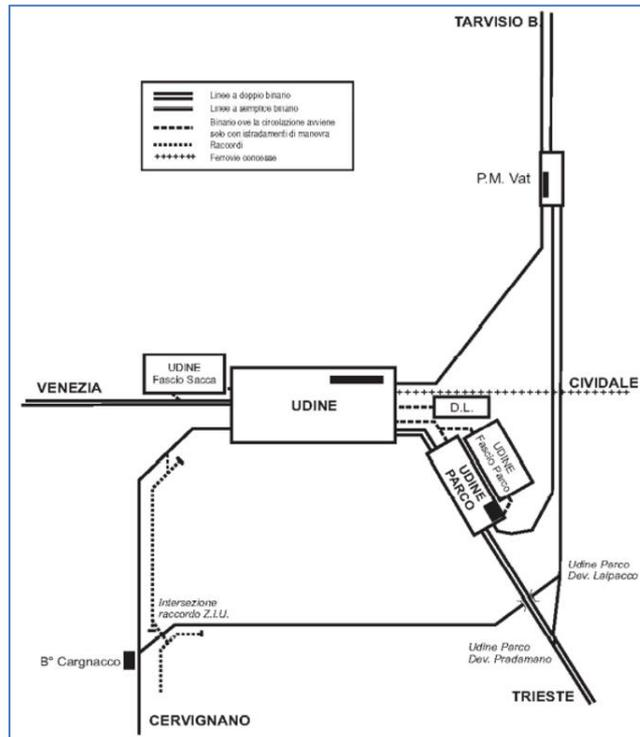 TARVISIO B.
Linee a doppio binario
Linee a semplice binario
Binario ove la circolazione avviene
solo con istradamenti di manovra
Raccordi
Ferrovie concesse
P.M. Vat
UDINE
Fascio Sacca
VENEZIA
UDINE
CIVIDALE
D.L.
UDINE
Fascio Parco
UDINE
PARCO
Udine Parco
Dev. Laipacco
Intersezione
raccordo Z.I.U.
Udine Parco
Dev. Pradamano
B° Cargnacco
TRIESTE
CERVIGNANO